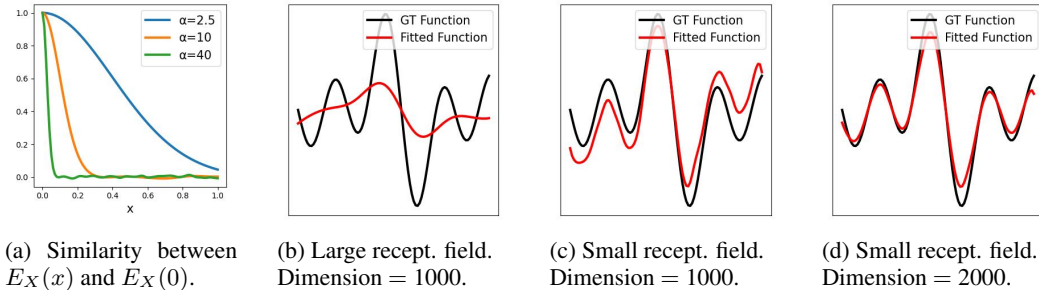 1.0
0.8
0.6
0.4
0.2
0.0
0.0 0.2 0.4 0.6 0.8 1.0
x
α=2.5
α=10
α=40
GT Function
Fitted Function
GT Function
Fitted Function
GT Function
Fitted Function
(a) Similarity between
E_X(x) and E_X(0).
(b) Large recept. field.
Dimension = 1000.
(c) Small recept. field.
Dimension = 1000.
(d) Small recept. field.
Dimension = 2000.